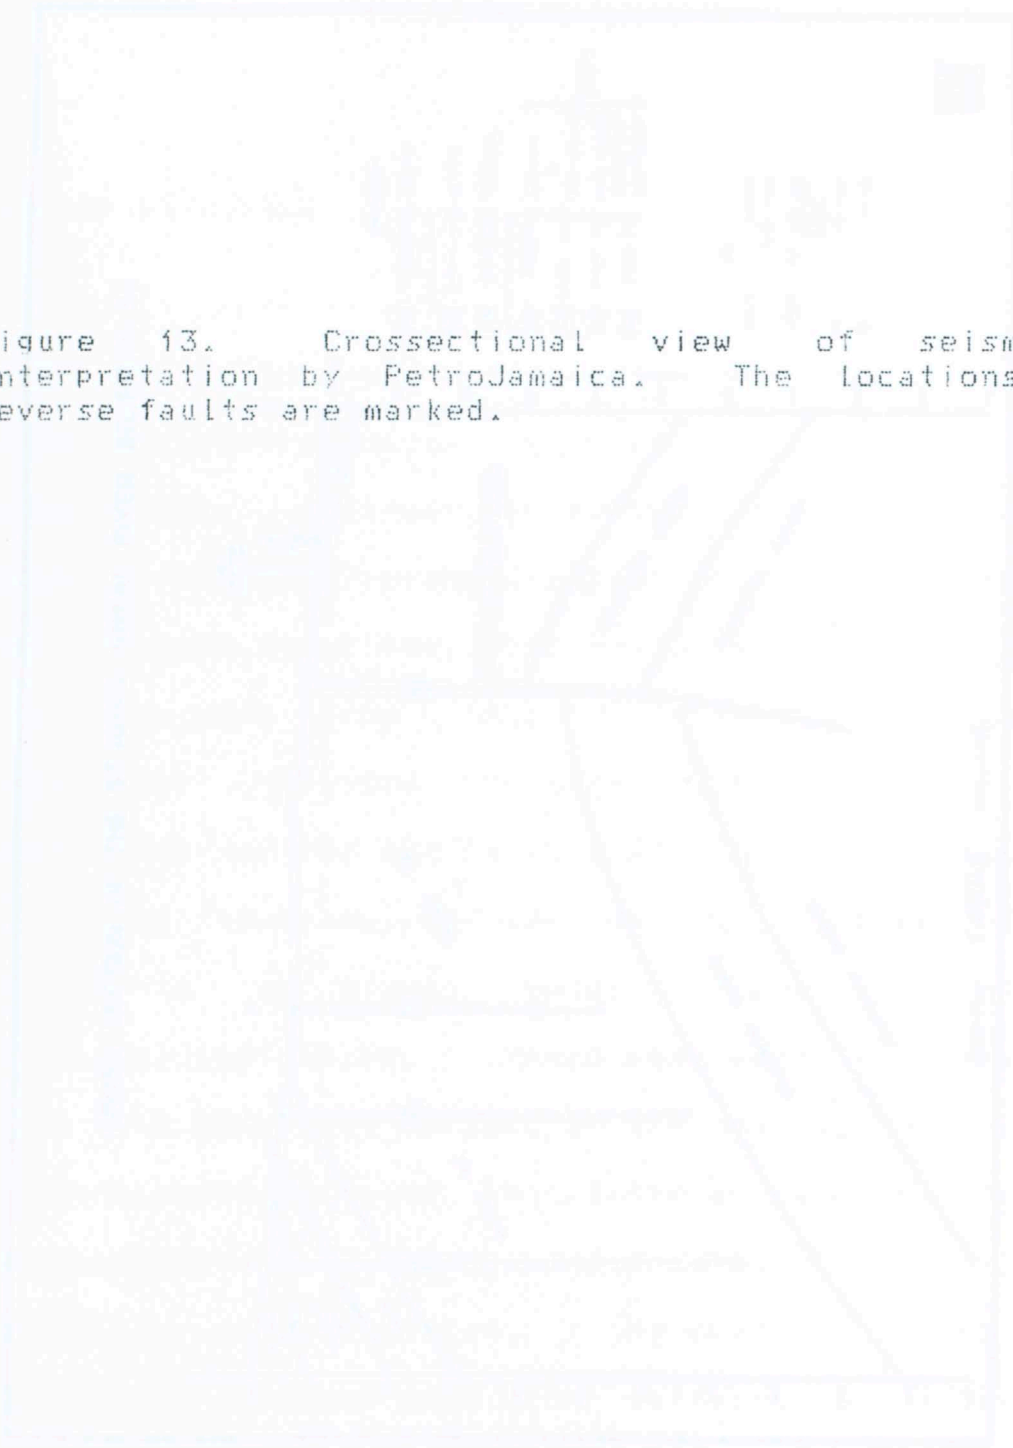 igure 13. Crossectional view of seism
nterpretation by PetroJamaica. The locations
everse faults are marked.